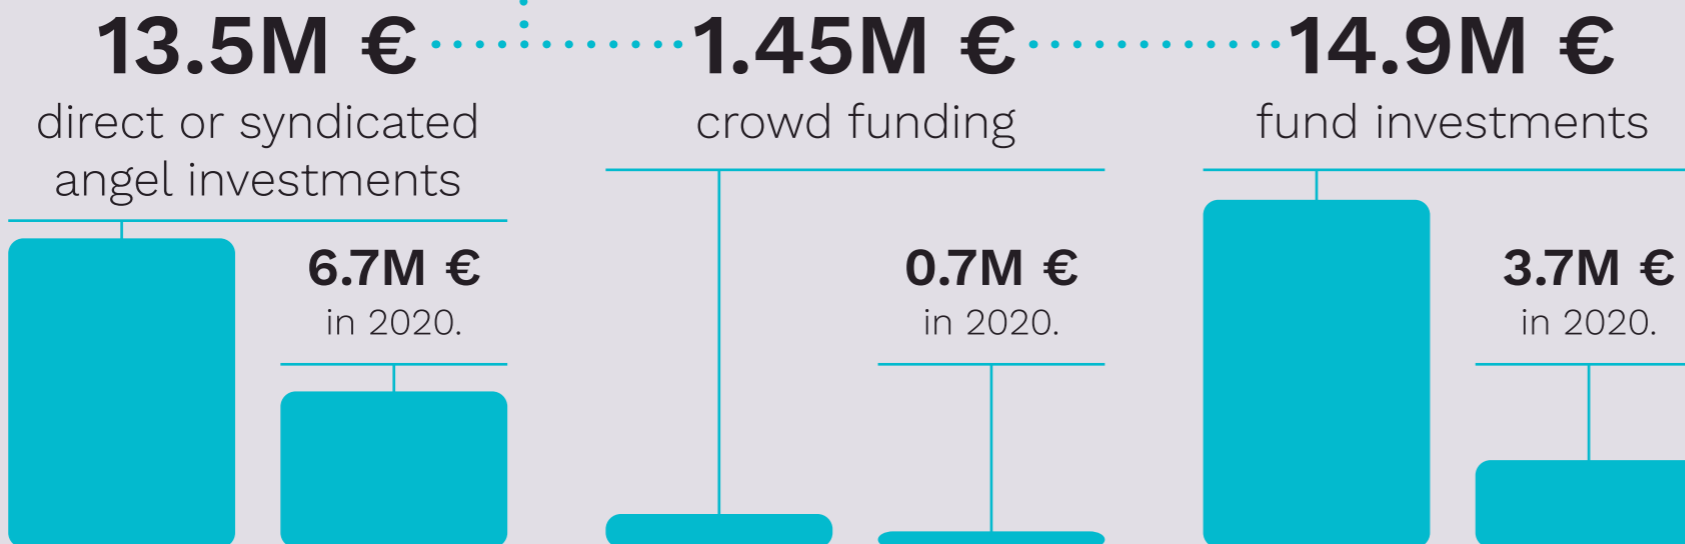 13.5M €
direct or syndicated
angel investments
6.7M €
in 2020.
1.45M €
crowd funding
0.7M €
in 2020.
14.9M €
fund investments
3.7M €
in 2020.